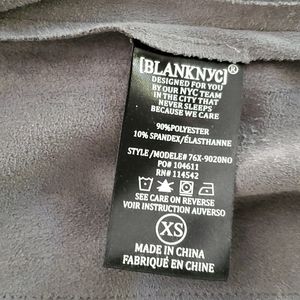 [BLANKNYC]®
DESIGNED FOR YOU
BY OUR NYC TEAM
IN THE CITY THAT
NEVER SLEEPS
BECAUSE WE CARE
90%POLYESTER
10% SPANDEX/ÉLASTHANNE
STYLE/MODELE# 76X-9020NO
PO# 104611
RN# 114542
SEE CARE ON REVERSE
VOIR INSTRUCTION AUVERSO
XS
MADE IN CHINA
FABRIQUÉ EN CHINE